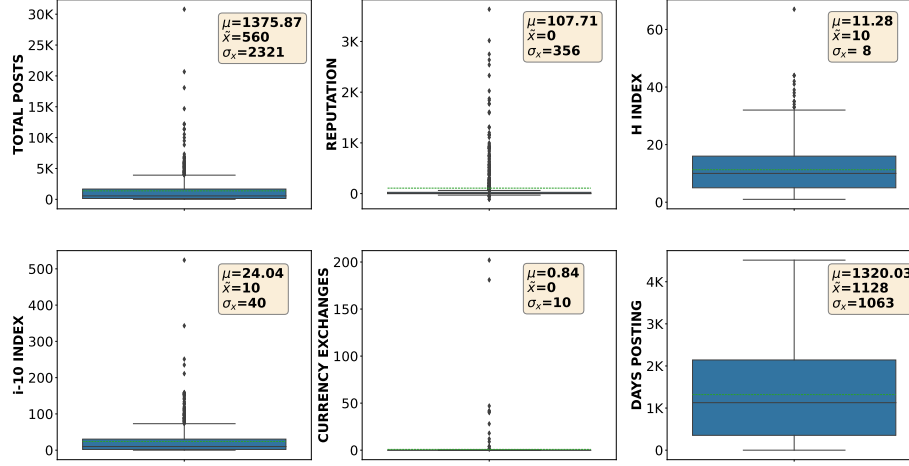 TOTAL POSTS
30K
25K
20K
15K
10K
5K
0
μ=1375.87
x̃=560
σₓ=2321
REPUTATION
3K
2K
1K
0
μ=107.71
x̃=0
σₓ=356
H INDEX
60
40
20
0
μ=11.28
x̃=10
σₓ= 8
i-10 INDEX
500
400
300
200
100
0
μ=24.04
x̃=10
σₓ=40
CURRENCY EXCHANGES
200
150
100
50
0
μ=0.84
x̃=0
σₓ=10
DAYS POSTING
4K
3K
2K
1K
0
μ=1320.03
x̃=1128
σₓ=1063